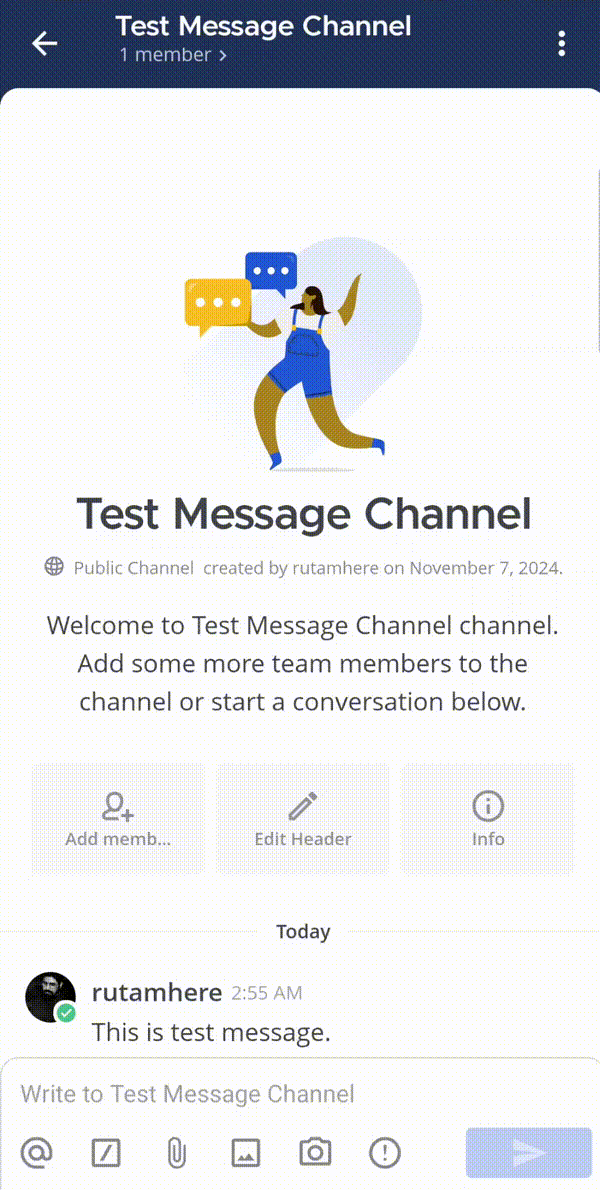 Test Message Channel
1 member >
Test Message Channel
Public Channel created by rutamhere on November 7, 2024.
Welcome to Test Message Channel channel.
Add some more team members to the
channel or start a conversation below.
Add memb...
Edit Header
Info
Today
rutamhere 2:55 AM
This is test message.
Write to Test Message Channel